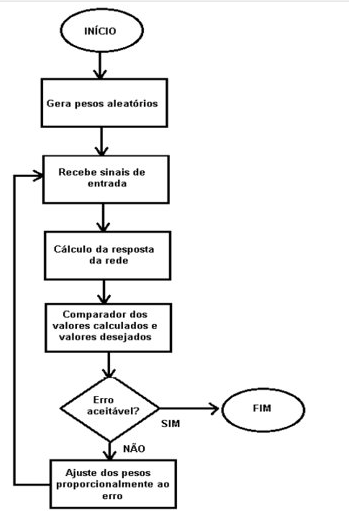 INÍCIO
Gera pesos aleatórios
Recebe sinais de
entrada
Cálculo da resposta
da rede
Comparador dos
valores calculados e
valores desejados
Erro
aceitável?
SIM
FIM
NÃO
Ajuste dos pesos
proporcionalmente ao
erro